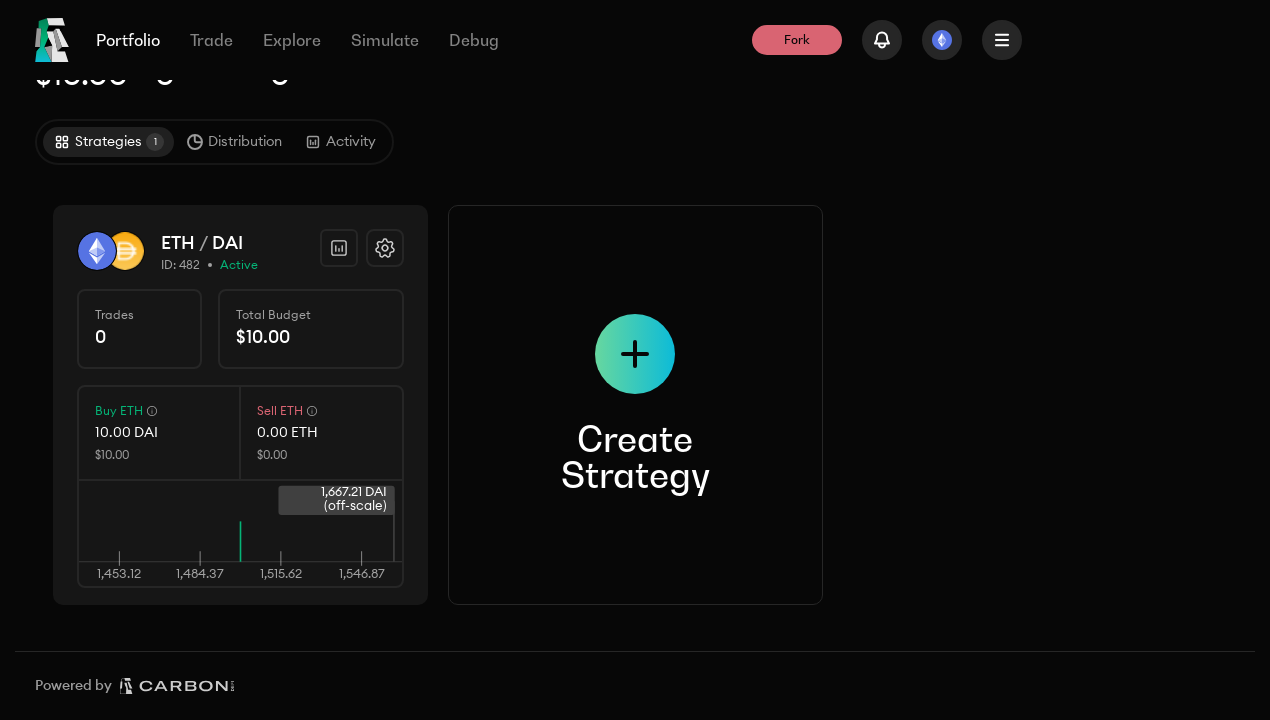 Portfolio
Trade
Explore
Simulate
Debug
Fork
Strategies 1
Distribution
Activity
ETH / DAI
ID: 482 • Active
Trades
0
Total Budget
$10.00
Buy ETH
10.00 DAI
$10.00
Sell ETH
0.00 ETH
$0.00
1,667.21 DAI
(off-scale)
1,453.12
1,484.37
1,515.62
1,546.87
Create
Strategy
Powered by CARBON